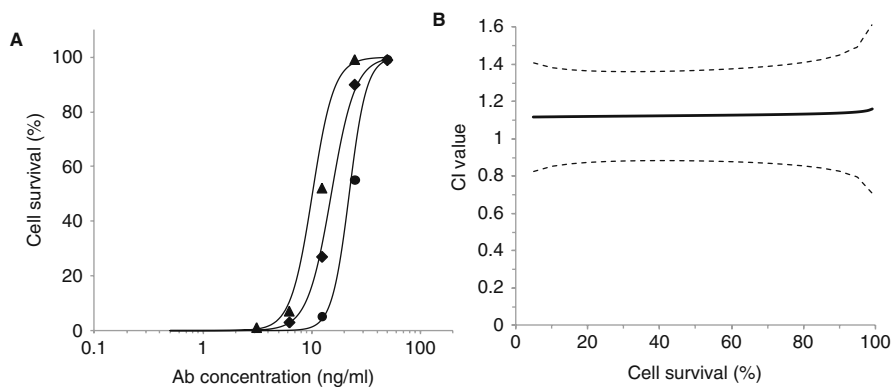 A
100
80
60
40
20
0
Cell survival (%)
0.1 1 10 100
Ab concentration (ng/ml)
B
1.6
1.4
1.2
1
0.8
0.6
0.4
0.2
0
CI value
0 20 40 60 80 100
Cell survival (%)